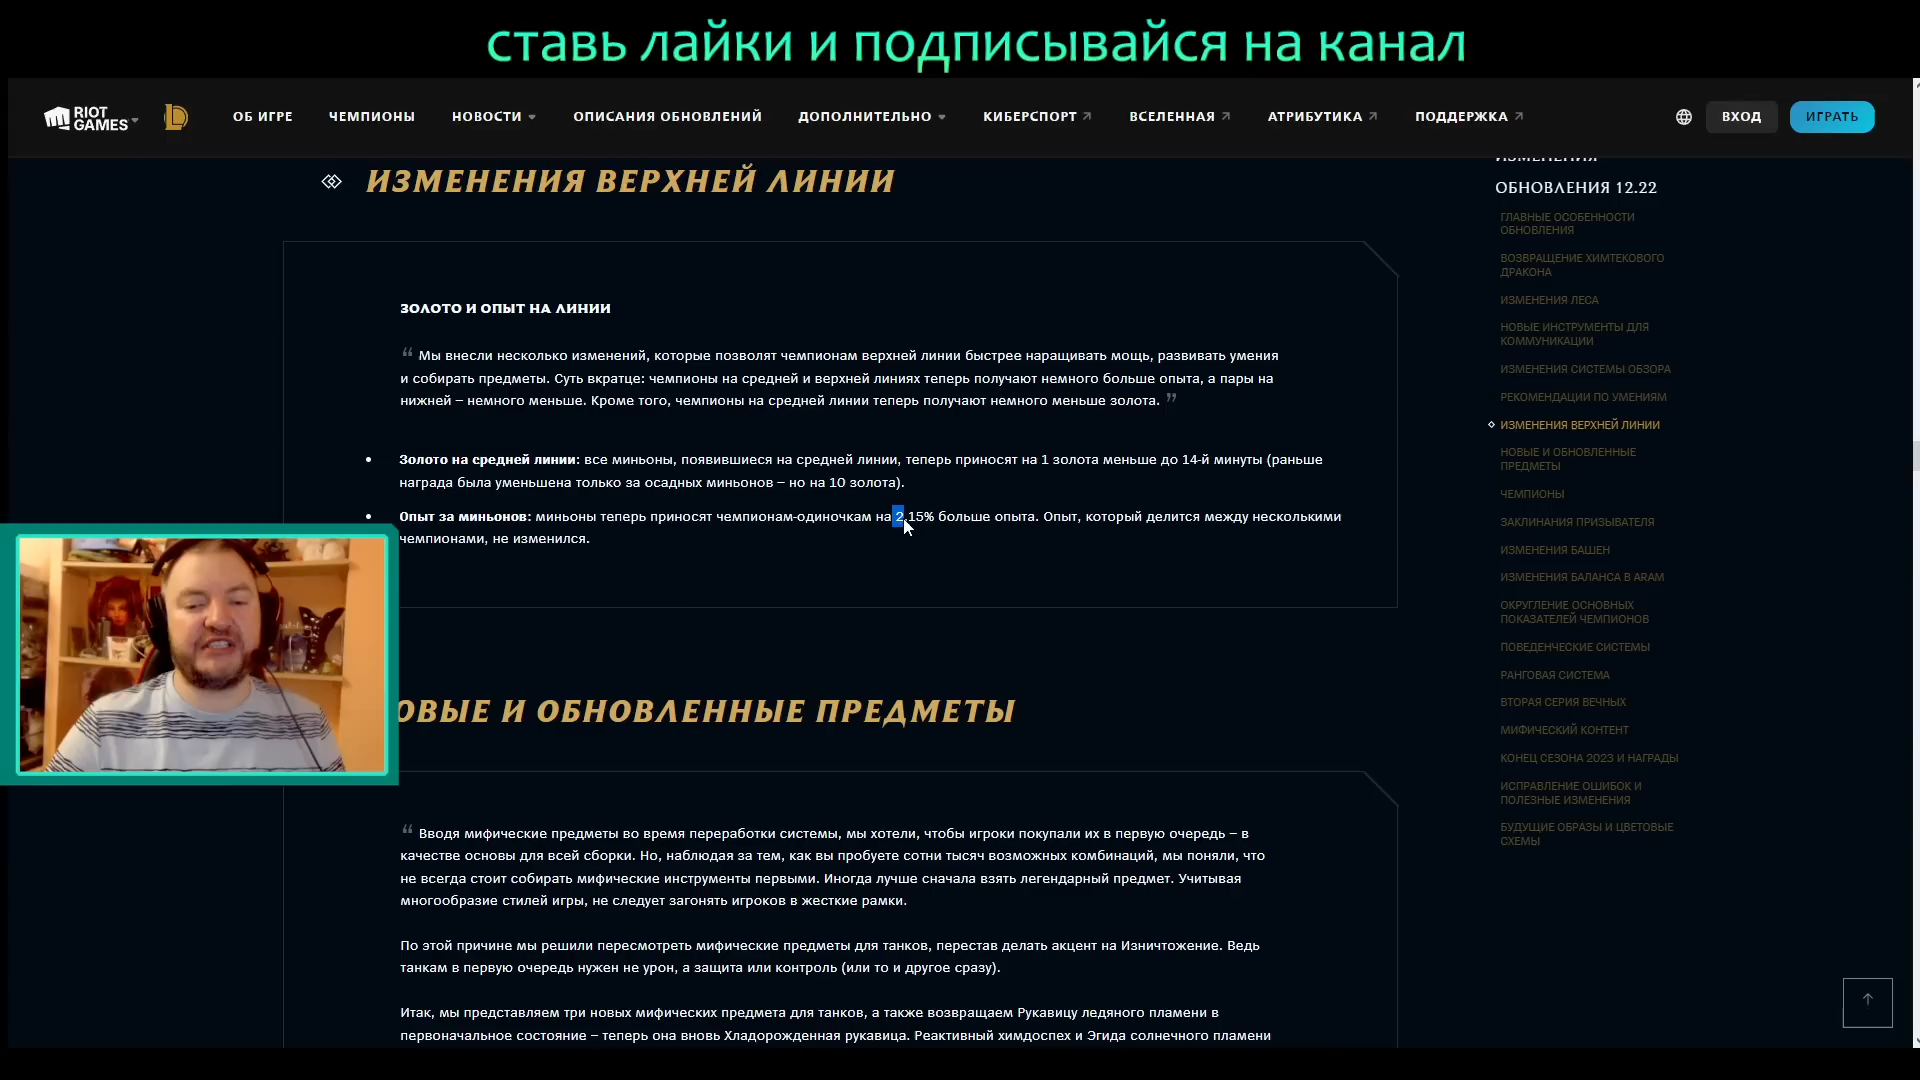 ставь лайки и подписывайся на канал
RIOT GAMES
ОБ ИГРЕ ЧЕМПИОНЫ НОВОСТИ ОПИСАНИЯ ОБНОВЛЕНИЙ ДОПОЛНИТЕЛЬНО КИБЕРСПОРТ ВСЕЛЕННАЯ АТРИБУТИКА ПОДДЕРЖКА ВХОД ИГРАТЬ
ИЗМЕНЕНИЯ ВЕРХНЕЙ ЛИНИИ
ЗОЛОТО И ОПЫТ НА ЛИНИИ
“ Мы внесли несколько изменений, которые позволят чемпионам верхней линии быстрее наращивать мощь, развивать умения
и собирать предметы. Суть вкратце: чемпионы на средней и верхней линиях теперь получают немного больше опыта, а пары на
нижней – немного меньше. Кроме того, чемпионы на средней линии теперь получают немного меньше золота. ”
• Золото на средней линии: все миньоны, появившиеся на средней линии, теперь приносят на 1 золота меньше до 14-й минуты (раньше
награда была уменьшена только за осадных миньонов – но на 10 золота).
• Опыт за миньонов: миньоны теперь приносят чемпионам-одиночкам на 2,15% больше опыта. Опыт, который делится между несколькими
чемпионами, не изменился.
ОВЫЕ И ОБНОВЛЕННЫЕ ПРЕДМЕТЫ
“ Вводя мифические предметы во время переработки системы, мы хотели, чтобы игроки покупали их в первую очередь – в
качестве основы для всей сборки. Но, наблюдая за тем, как вы пробуете сотни тысяч возможных комбинаций, мы поняли, что
не всегда стоит собирать мифические инструменты первыми. Иногда лучше сначала взять легендарный предмет. Учитывая
многообразие стилей игры, не следует загонять игроков в жесткие рамки.
По этой причине мы решили пересмотреть мифические предметы для танков, перестав делать акцент на Изничтожение. Ведь
танкам в первую очередь нужен не урон, а защита или контроль (или то и другое сразу).
Итак, мы представляем три новых мифических предмета для танков, а также возвращаем Рукавицу ледяного пламени в
первоначальное состояние – теперь она вновь Хладорожденная рукавица. Реактивный химдоспех и Эгида солнечного пламени
ИЗМЕНЕНИЯ
ОБНОВЛЕНИЯ 12.22
ГЛАВНЫЕ ОСОБЕННОСТИ
ОБНОВЛЕНИЯ
ВОЗВРАЩЕНИЕ ХИМТЕКОВОГО
ДРАКОНА
ИЗМЕНЕНИЯ ЛЕСА
НОВЫЕ ИНСТРУМЕНТЫ ДЛЯ
КОММУНИКАЦИИ
ИЗМЕНЕНИЯ СИСТЕМЫ ОБЗОРА
РЕКОМЕНДАЦИИ ПО УМЕНИЯМ
ИЗМЕНЕНИЯ ВЕРХНЕЙ ЛИНИИ
НОВЫЕ И ОБНОВЛЕННЫЕ
ПРЕДМЕТЫ
ЧЕМПИОНЫ
ЗАКЛИНАНИЯ ПРИЗЫВАТЕЛЯ
ИЗМЕНЕНИЯ БАШЕН
ИЗМЕНЕНИЯ БАЛАНСА В ARAM
ОКРУГЛЕНИЕ ОСНОВНЫХ
ПОКАЗАТЕЛЕЙ ЧЕМПИОНОВ
ПОВЕДЕНЧЕСКИЕ СИСТЕМЫ
РАНГОВАЯ СИСТЕМА
ВТОРАЯ СЕРИЯ ВЕЧНЫХ
МИФИЧЕСКИЙ КОНТЕНТ
КОНЕЦ СЕЗОНА 2023 И НАГРАДЫ
ИСПРАВЛЕНИЕ ОШИБОК И
ПОЛЕЗНЫЕ ИЗМЕНЕНИЯ
БУДУЩИЕ ОБРАЗЫ И ЦВЕТОВЫЕ
СХЕМЫ